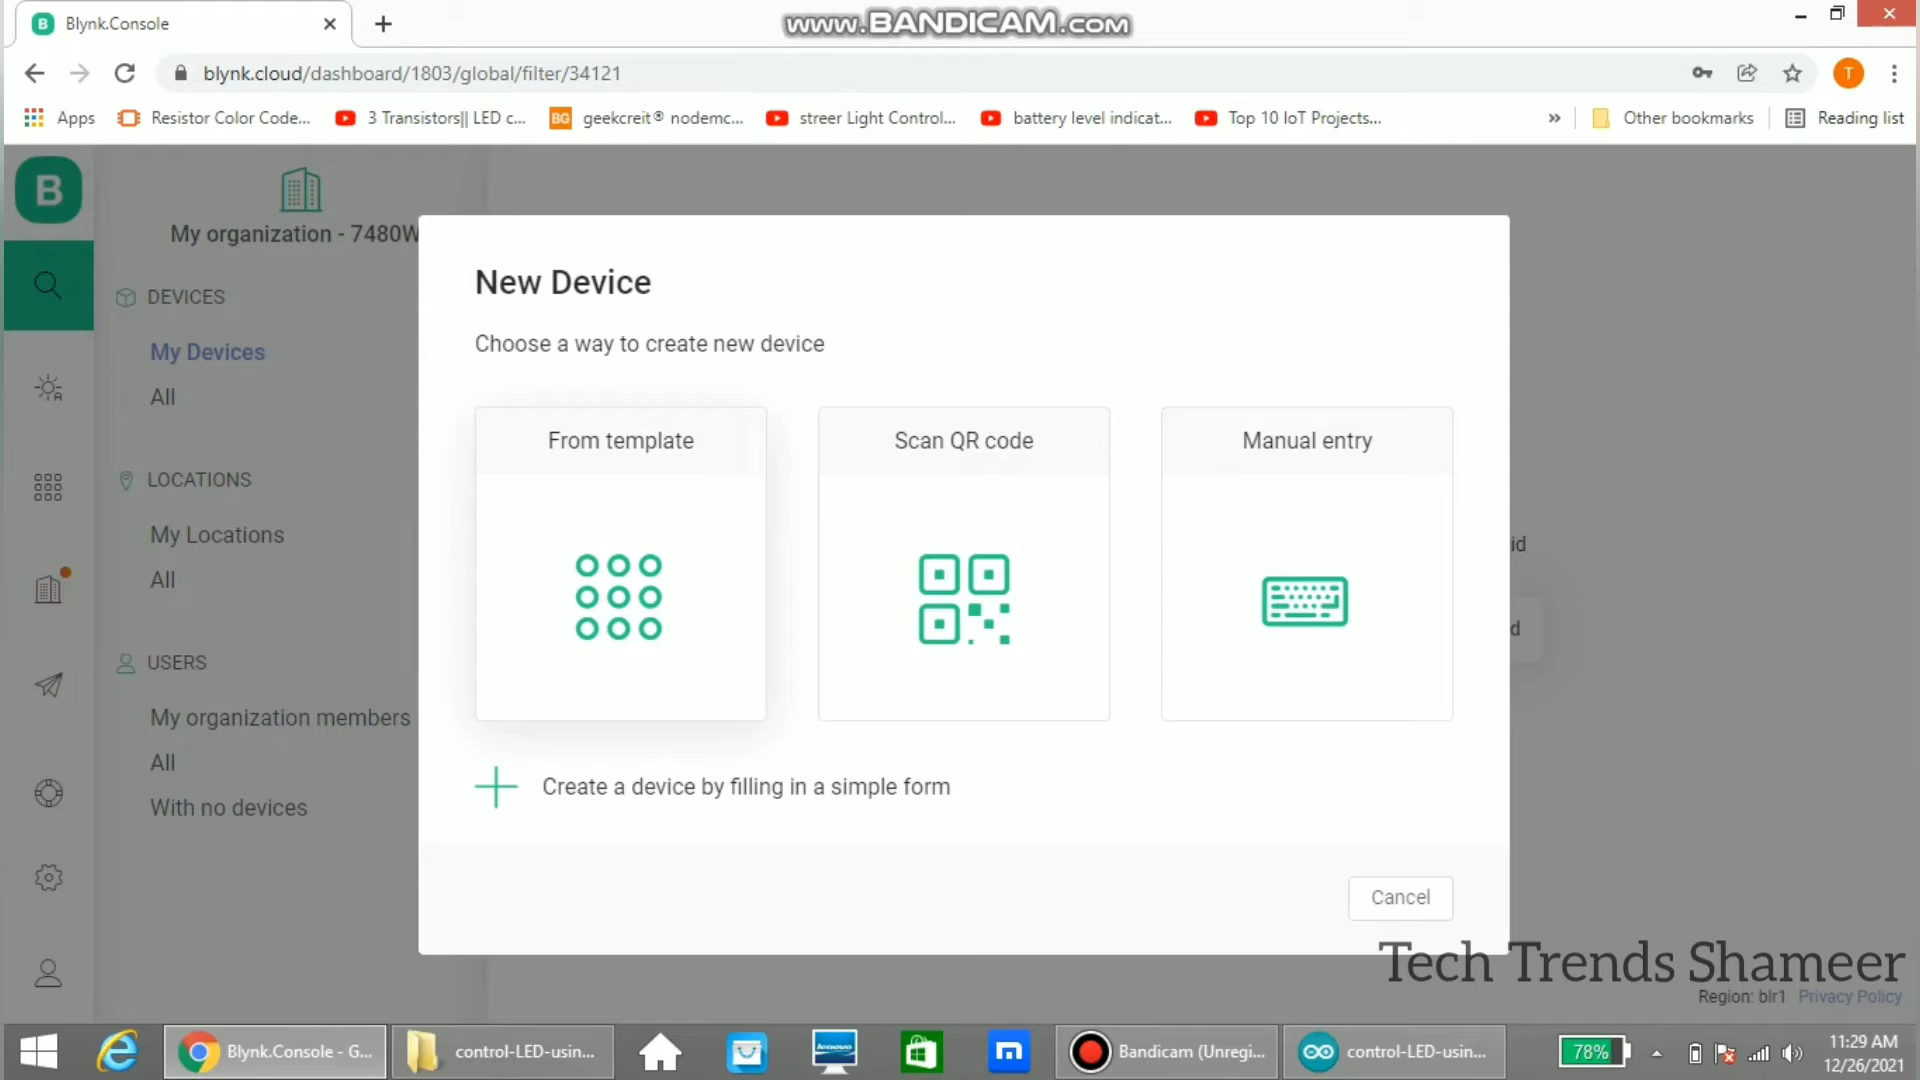 B Blynk.Console
www.BANDICAM.com
blynk.cloud/dashboard/1803/global/filter/34121
T
Apps
Resistor Color Code...
3 Transistors|| LED c...
BG geekcreit® nodemc...
streer Light Control...
battery level indicat...
Top 10 IoT Projects...
»
Other bookmarks
Reading list
B
My organization - 7480W
DEVICES
My Devices
All
LOCATIONS
My Locations
All
USERS
My organization members
All
With no devices
New Device
Choose a way to create new device
From template
Scan QR code
Manual entry
Create a device by filling in a simple form
Cancel
id
d
Tech Trends Shameer
Region: blr1 Privacy Policy
Blynk.Console - G...
control-LED-usin...
lenovo
Bandicam (Unregi...
control-LED-usin...
78%
11:29 AM
12/26/2021